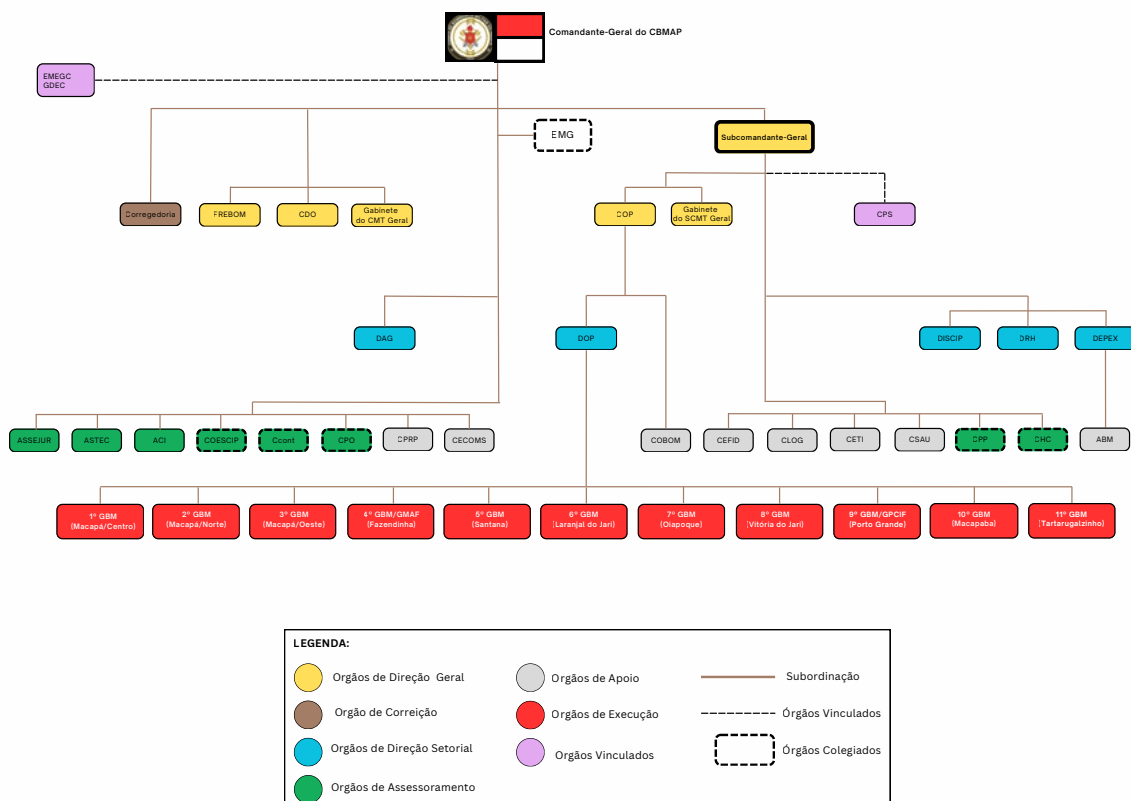 Comandante-Geral do CBMAP
EMEGC
GDEC
EMG
Subcomandante-Geral
Corregedoria
FREBOM
CDO
Gabinete
do CMT Geral
COP
Gabinete
do SCMT Geral
CPS
DAG
DOP
DISCIP
DRH
DEPEX
ASSEJUR
ASTEC
ACI
COESCIP
Ccont
CPO
CPRP
CECOMS
COBOM
CEFID
CLOG
CETI
CSAU
CPP
CHC
ABM
1º GBM
(Macapá/Centro)
2º GBM
(Macapá/Norte)
3º GBM
(Macapá/Oeste)
4º GBM/GMAF
(Fazendinha)
5º GBM
(Santana)
6º GBM
(Laranjal do Jari)
7º GBM
(Oiapoque)
8º GBM
(Vitória do Jari)
9º GBM/GPCIF
(Porto Grande)
10º GBM
(Macapaba)
11º GBM
(Tartarugalzinho)
LEGENDA:
Orgãos de Direção Geral
Orgão de Correição
Orgãos de Direção Setorial
Orgãos de Assessoramento
Orgãos de Apoio
Orgãos de Execução
Orgãos Vinculados
Subordinação
Órgãos Vinculados
Órgãos Colegiados